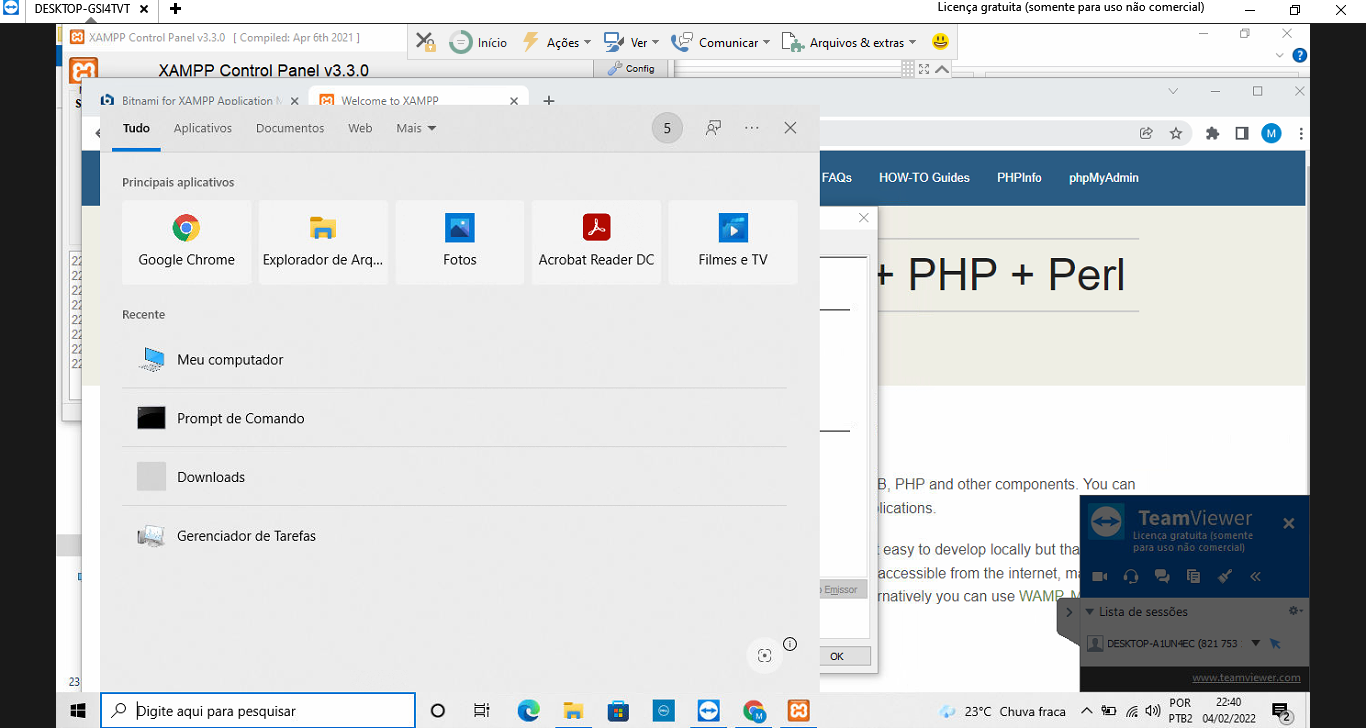 DESKTOP-GSI4TVT
Licença gratuita (somente para uso não comercial)
XAMPP Control Panel v3.3.0 [ Compiled: Apr 6th 2021 ]
Início
Ações
Ver
Comunicar
Arquivos & extras
XAMPP Control Panel v3.3.0
Config
Bitnami for XAMPP Application
Welcome to XAMPP
Tudo
Aplicativos
Documentos
Web
Mais
5
M
FAQs
HOW-TO Guides
PHPInfo
phpMyAdmin
Principais aplicativos
Google Chrome
Explorador de Arq...
Fotos
Acrobat Reader DC
Filmes e TV
+ PHP + Perl
22
22
22
22
22
22
22
22
Recente
Meu computador
Prompt de Comando
Downloads
Gerenciador de Tarefas
B, PHP and other components. You can
lications.
t easy to develop locally but tha
accessible from the internet, ma
rnatively you can use WAMP, M
Emissor
OK
TeamViewer
Licença gratuita (somente
para uso não comercial)
Lista de sessões
DESKTOP-A1UN4EC (821 753
www.teamviewer.com
23
Digite aqui para pesquisar
23°C Chuva fraca
POR
PTB2
22:40
04/02/2022
2